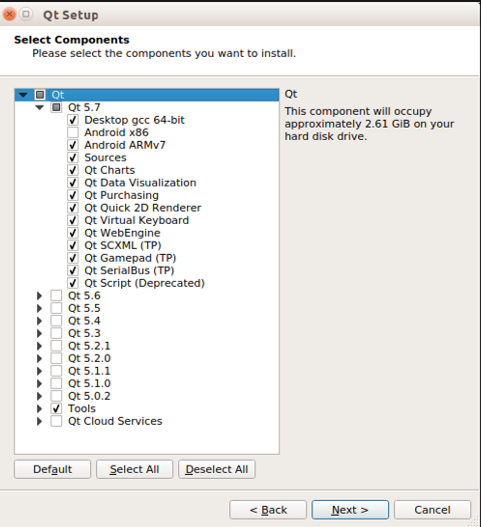 Qt Setup
Select Components
Please select the components you want to install.
Qt
Qt 5.7
Desktop gcc 64-bit
Android x86
Android ARMv7
Sources
Qt Charts
Qt Data Visualization
Qt Purchasing
Qt Quick 2D Renderer
Qt Virtual Keyboard
Qt WebEngine
Qt SCXML (TP)
Qt Gamepad (TP)
Qt SerialBus (TP)
Qt Script (Deprecated)
Qt 5.6
Qt 5.5
Qt 5.4
Qt 5.3
Qt 5.2.1
Qt 5.2.0
Qt 5.1.1
Qt 5.1.0
Qt 5.0.2
Tools
Qt Cloud Services
Qt
This component will occupy
approximately 2.61 GiB on your
hard disk drive.
Default
Select All
Deselect All
< Back
Next >
Cancel